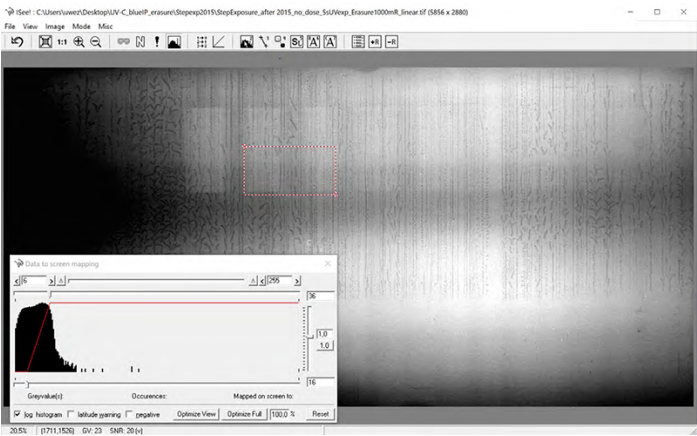 ISee! : C:\Users\uwez\Desktop\UV-C_blueIP_erasure\Stepexp2015\StepExposure_after 2015_no_dose_5sUVexp_Erasure1000mR_linear.tif (5856 x 2880)
File View Image Mode Misc
1:1
Data to screen mapping
6 255
36
1,0
1.0
16
Greyvalue(s): Occurences: Mapped on screen to:
log histogram latitude warning negative Optimize View Optimize Full 100,0 % Reset
20,5% (1711,1526) GV: 23 SNR: 20 (v)